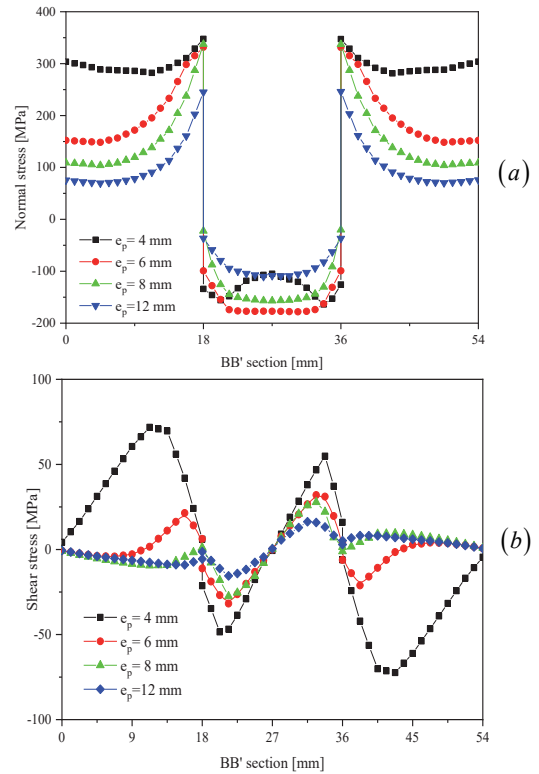 400
300
200
100
0
-100
-200
Normal stress [MPa]
e_p= 4 mm
e_p= 6 mm
e_p= 8 mm
e_p=12 mm
0 18 36 54
BB' section [mm]
(a)
100
50
0
-50
-100
Shear stress [MPa]
e_p= 4 mm
e_p= 6 mm
e_p= 8 mm
e_p=12 mm
0 9 18 27 36 45 54
BB' section [mm]
(b)